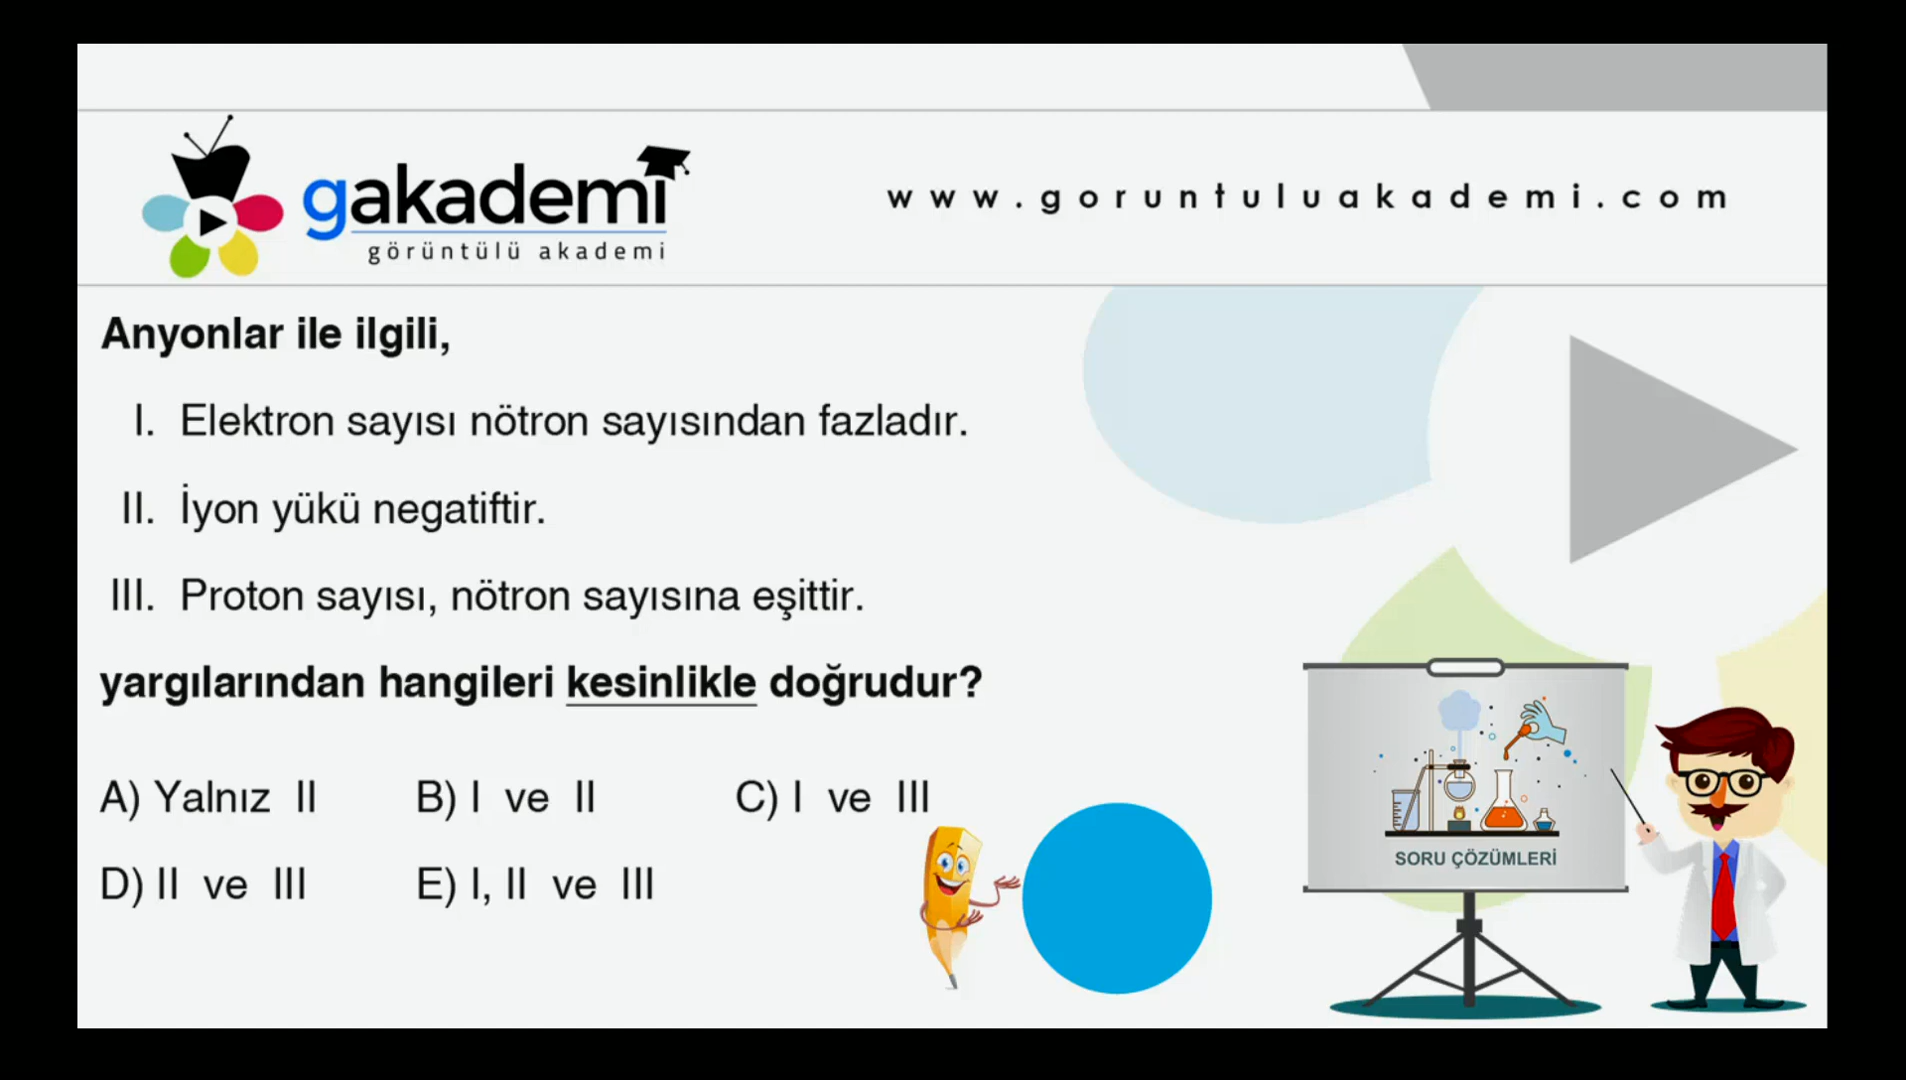 gakademi
görüntülü akademi
www.goruntuluakademi.com
Anyonlar ile ilgili,
I. Elektron sayısı nötron sayısından fazladır.
II. İyon yükü negatiftir.
III. Proton sayısı, nötron sayısına eşittir.
yargılarından hangileri kesinlikle doğrudur?
A) Yalnız II B) I ve II C) I ve III
D) II ve III E) I, II ve III
SORU ÇÖZÜMLERİ